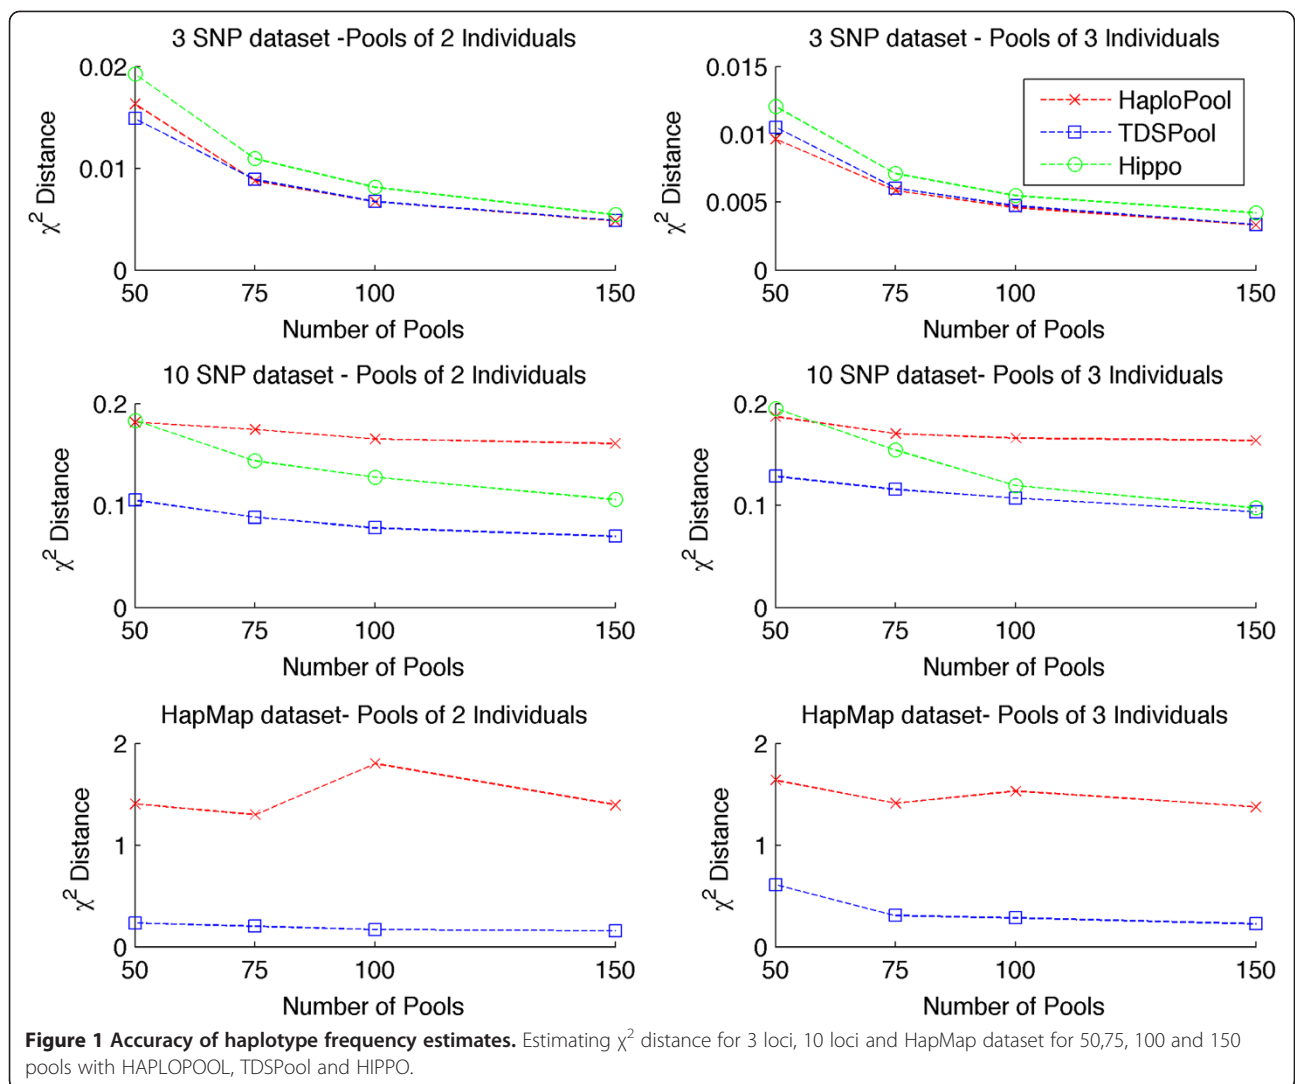 3 SNP dataset -Pools of 2 Individuals
0.02
0.01
0
χ² Distance
50 75 100 150
Number of Pools
3 SNP dataset - Pools of 3 Individuals
0.015
0.01
0.005
0
χ² Distance
50 75 100 150
Number of Pools
HaploPool
TDSPool
Hippo
10 SNP dataset - Pools of 2 Individuals
0.2
0.1
0
χ² Distance
50 75 100 150
Number of Pools
10 SNP dataset- Pools of 3 Individuals
0.2
0.1
0
χ² Distance
50 75 100 150
Number of Pools
HapMap dataset- Pools of 2 Individuals
2
1
0
χ² Distance
50 75 100 150
Number of Pools
HapMap dataset- Pools of 3 Individuals
2
1
0
χ² Distance
50 75 100 150
Number of Pools
Figure 1 Accuracy of haplotype frequency estimates. Estimating χ² distance for 3 loci, 10 loci and HapMap dataset for 50,75, 100 and 150
pools with HAPLOPOOL, TDSPool and HIPPO.